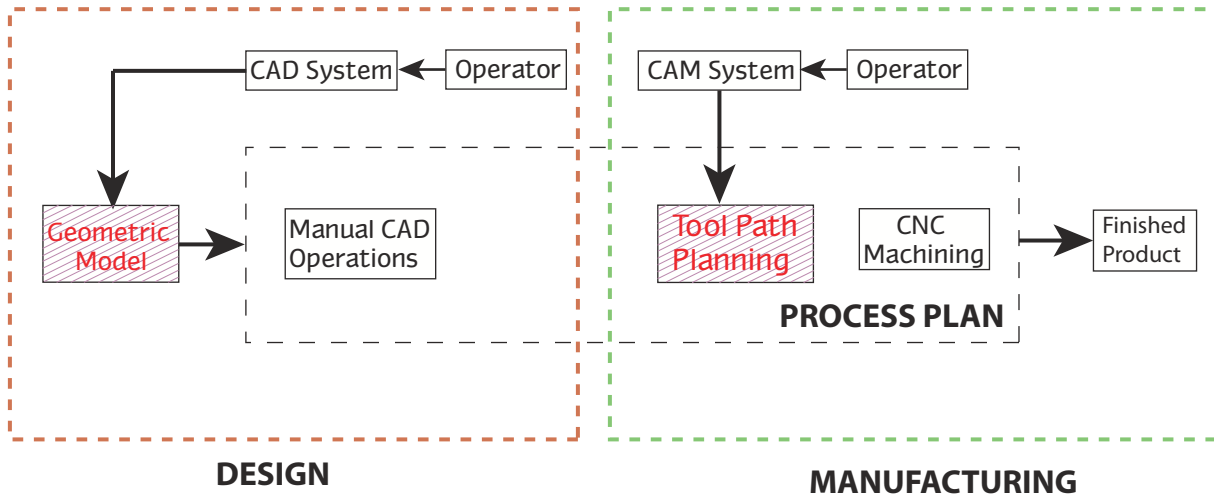 CAD System
Operator
CAM System
Operator
Geometric
Model
Manual CAD
Operations
Tool Path
Planning
CNC
Machining
Finished
Product
PROCESS PLAN
DESIGN
MANUFACTURING